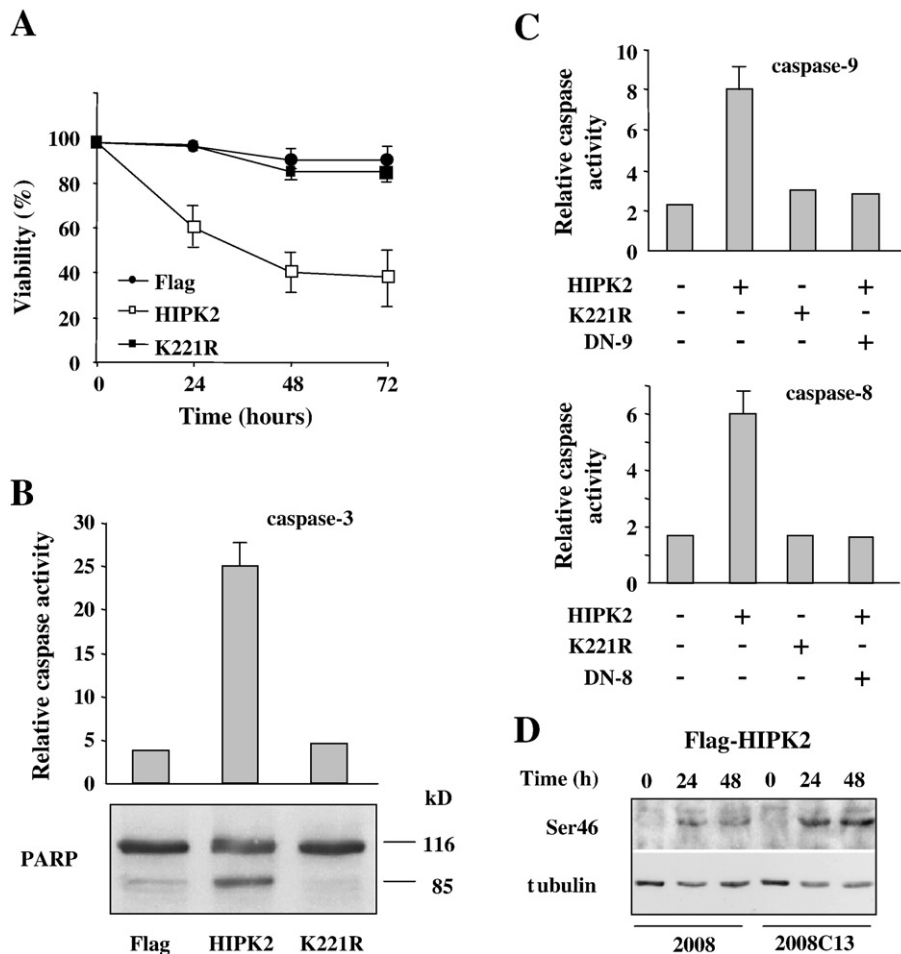 A
Viability (%)
100
80
60
40
20
0
Flag
HIPK2
K221R
0 24 48 72
Time (hours)
B
Relative caspase activity
caspase-3
30
25
20
15
10
5
0
PARP
kD
116
85
Flag HIPK2 K221R
C
Relative caspase activity
caspase-9
10
8
6
4
2
0
HIPK2 - + - +
K221R - - + -
DN-9 - - - +
Relative caspase activity
caspase-8
6
4
2
0
HIPK2 - + - +
K221R - - + -
DN-8 - - - +
D
Flag-HIPK2
Time (h) 0 24 48 0 24 48
Ser46
tubulin
2008 2008C13